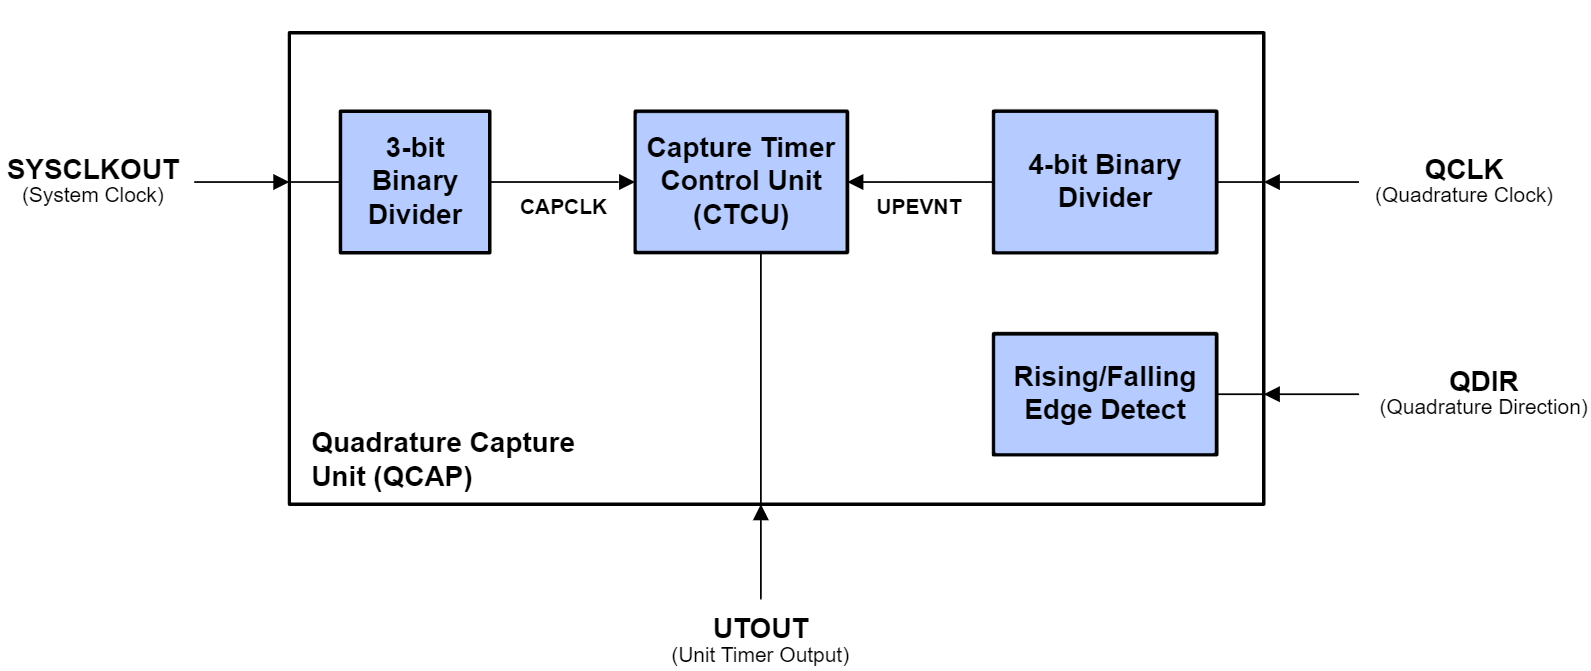 SYSCLKOUT
(System Clock)
3-bit
Binary
Divider
CAPCLK
Capture Timer
Control Unit
(CTCU)
UPEVNT
4-bit Binary
Divider
QCLK
(Quadrature Clock)
Rising/Falling
Edge Detect
QDIR
(Quadrature Direction)
Quadrature Capture
Unit (QCAP)
UTOUT
(Unit Timer Output)